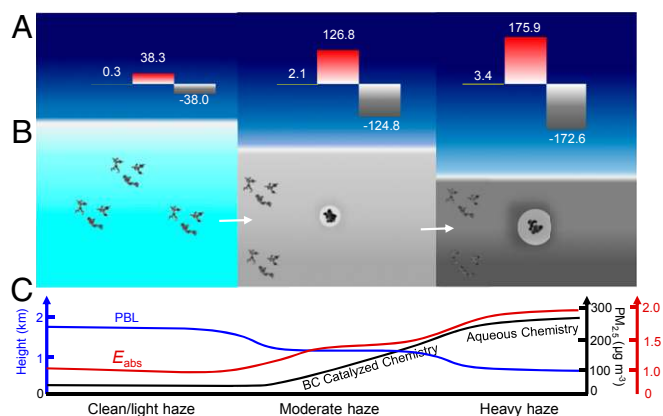 A
0.3
38.3
-38.0
2.1
126.8
-124.8
3.4
175.9
-172.6
B
C
Height (km)
2
1
0
PBL
E_abs
BC Catalyzed Chemistry
Aqueous Chemistry
300
200
100
0
PM2.5 (μg m-3)
2.0
1.5
1.0
Clean/light haze
Moderate haze
Heavy haze